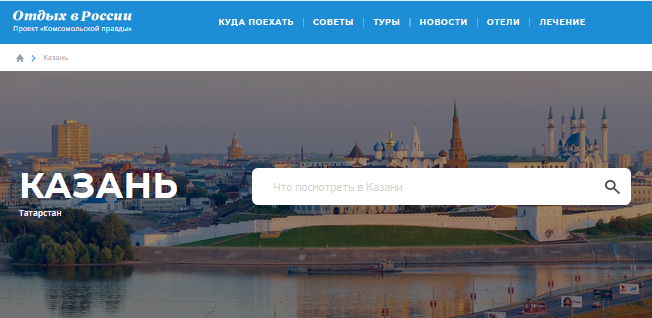 Отдых в России
Проект «Комсомольской правды»
КУДА ПОЕХАТЬ | СОВЕТЫ | ТУРЫ | НОВОСТИ | ОТЕЛИ | ЛЕЧЕНИЕ
Казань
КАЗАНЬ
Татарстан
Что посмотреть в Казани